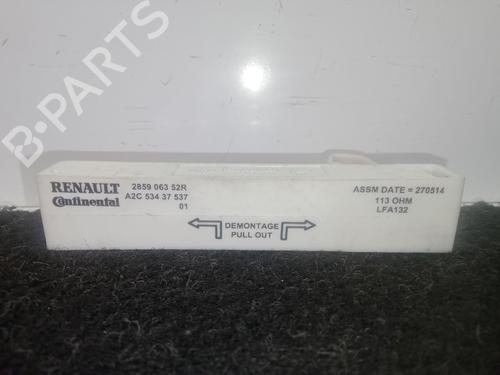 B-PARTS
RENAULT
Continental
2859 063 52R
A2C 534 37 537
01
DEMONTAGE
PULL OUT
ASSM DATE = 270514
113 OHM
LFA132